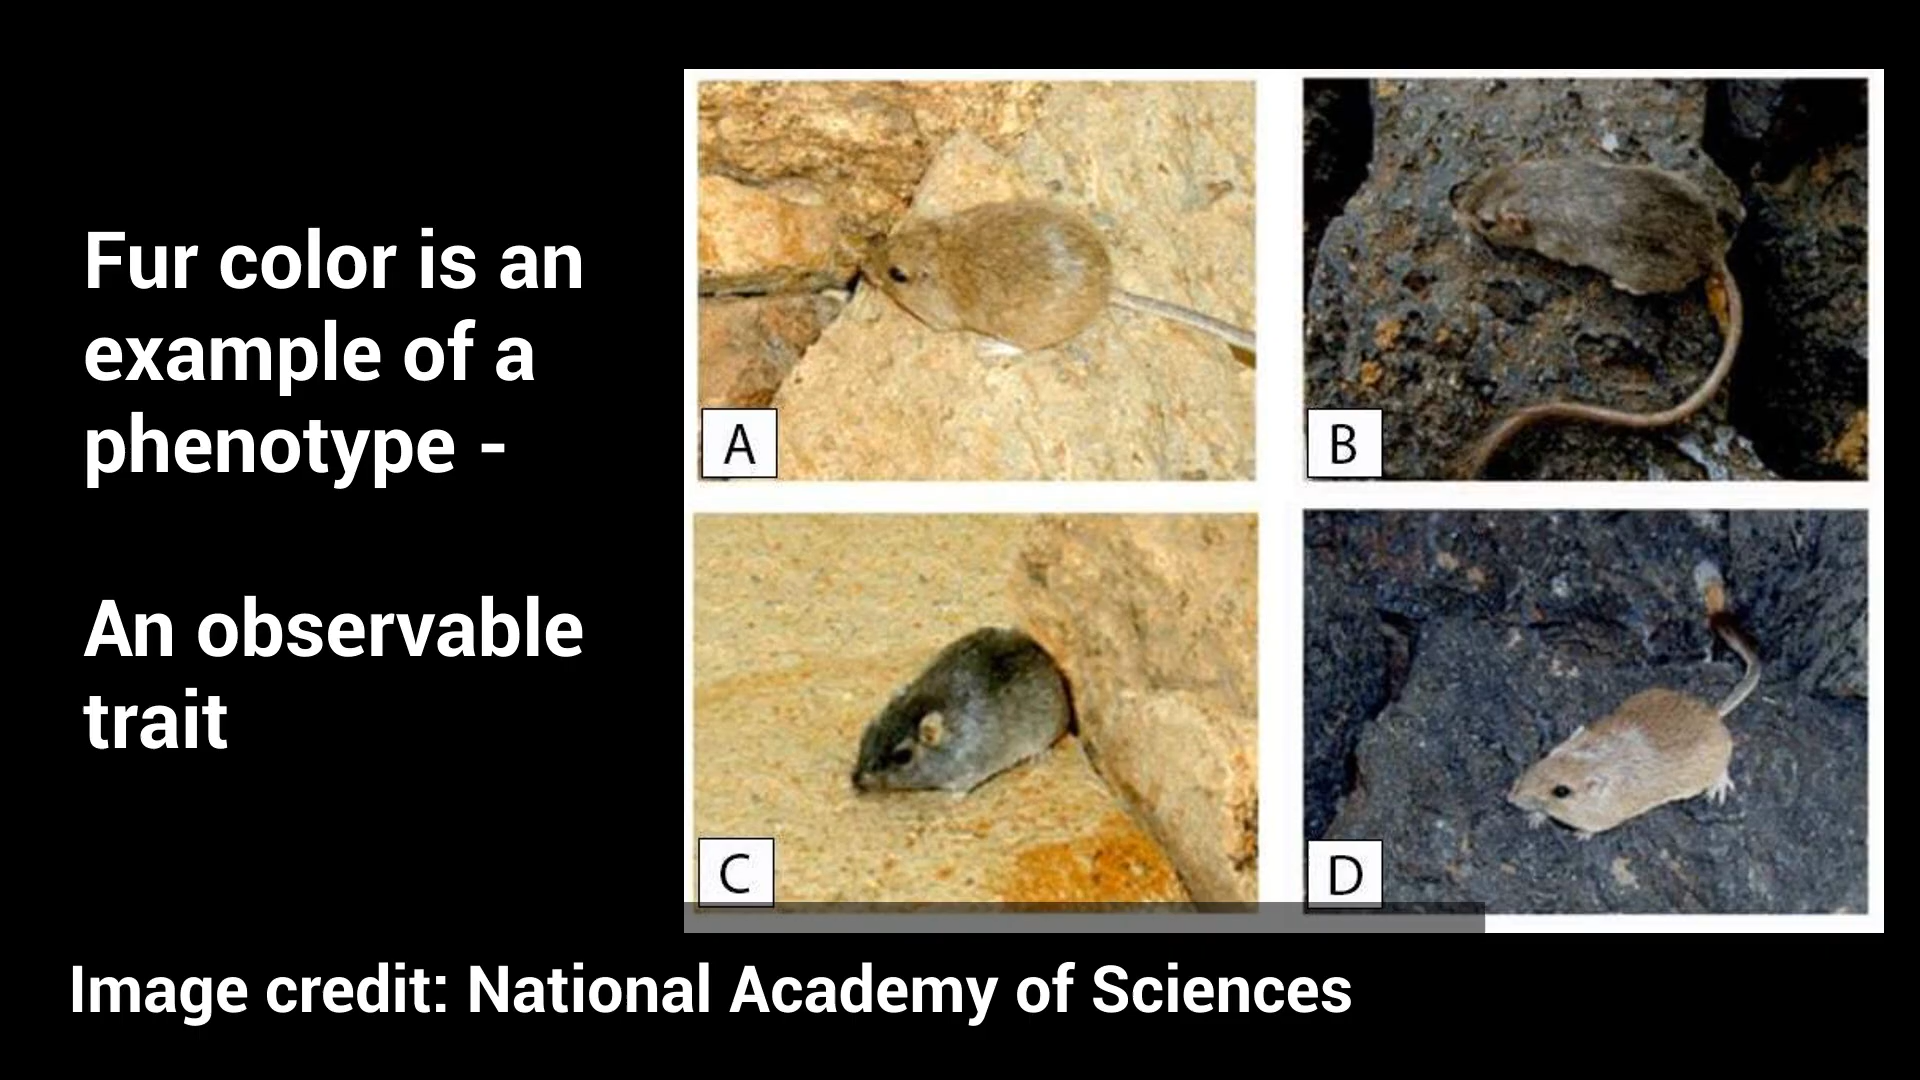 Fur color is an
example of a
phenotype -
An observable
trait
A
B
C
D
Image credit: National Academy of Sciences